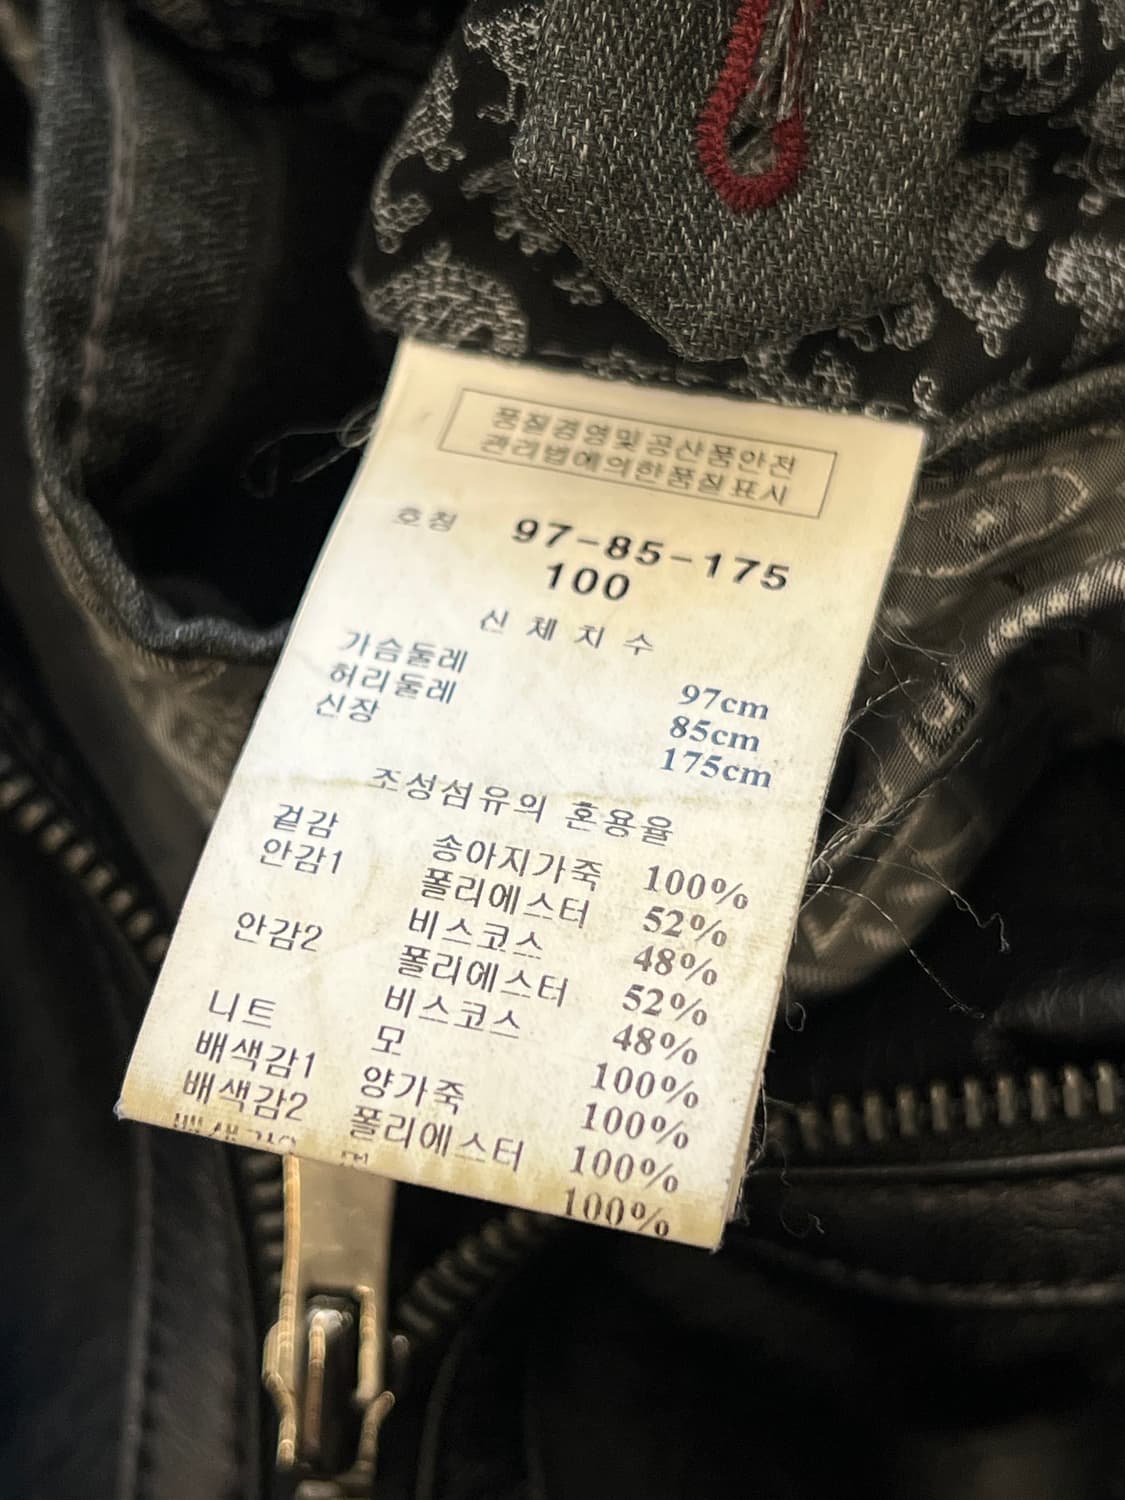 품질경영및공산품안전
관리법에의한품질표시
호칭 97-85-175
100
신체치수
가슴둘레 97cm
허리둘레 85cm
신장 175cm
조성섬유의 혼용율
겉감 송아지가죽 100%
안감1 폴리에스터 52%
비스코스 48%
안감2 폴리에스터 52%
비스코스 48%
니트 모 100%
배색감1 양가죽 100%
배색감2 폴리에스터 100%
100%